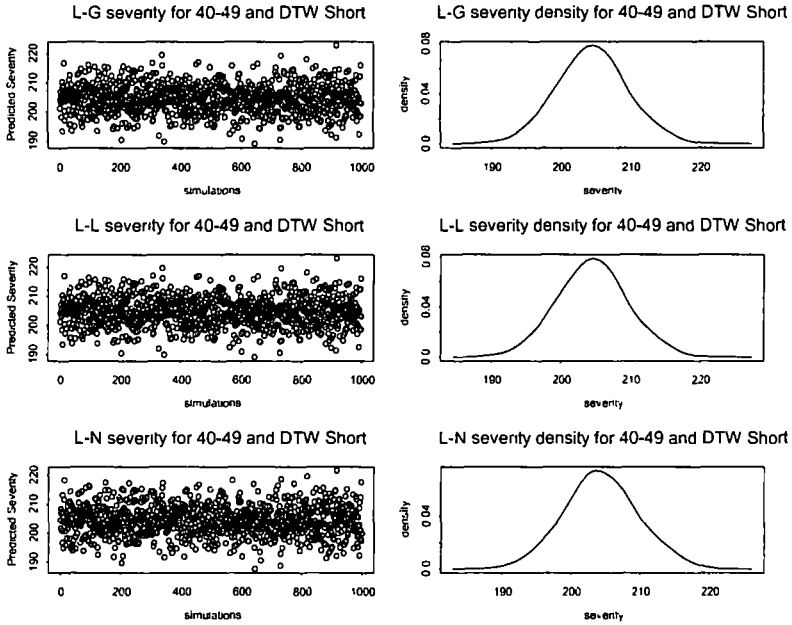 L-G severity for 40-49 and DTW Short
Predicted Severity
220
210
200
190
0 200 400 600 800 1000
simulations
L-G severity density for 40-49 and DTW Short
density
0.08
0.04
0.0
190 200 210 220
severity
L-L severity for 40-49 and DTW Short
Predicted Severity
220
210
200
190
0 200 400 600 800 1000
simulations
L-L severity density for 40-49 and DTW Short
density
0.08
0.04
0.0
190 200 210 220
severity
L-N severity for 40-49 and DTW Short
Predicted Severity
220
210
200
190
0 200 400 600 800 1000
simulations
L-N severity density for 40-49 and DTW Short
density
0.04
0.0
190 200 210 220
severity